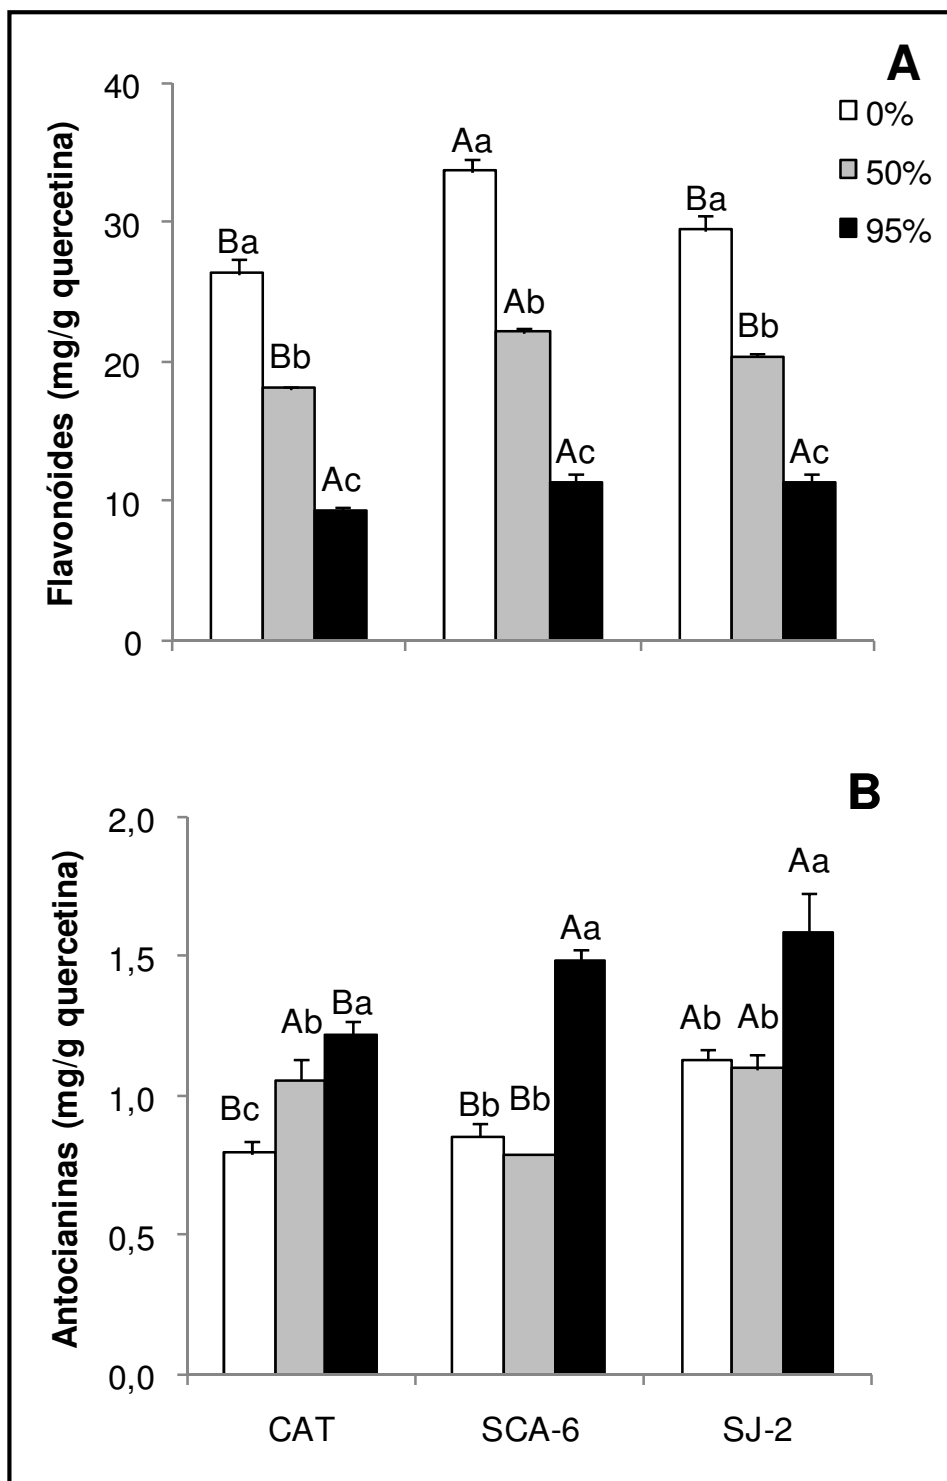 A
0%
50%
95%
Flavonóides (mg/g quercetina)
40
30
20
10
0
Ba
Bb
Ac
Aa
Ab
Ac
Ba
Bb
Ac
B
Antocianinas (mg/g quercetina)
2,0
1,5
1,0
0,5
0,0
Bc
Ab
Ba
Bb
Bb
Aa
Ab
Ab
Aa
CAT
SCA-6
SJ-2